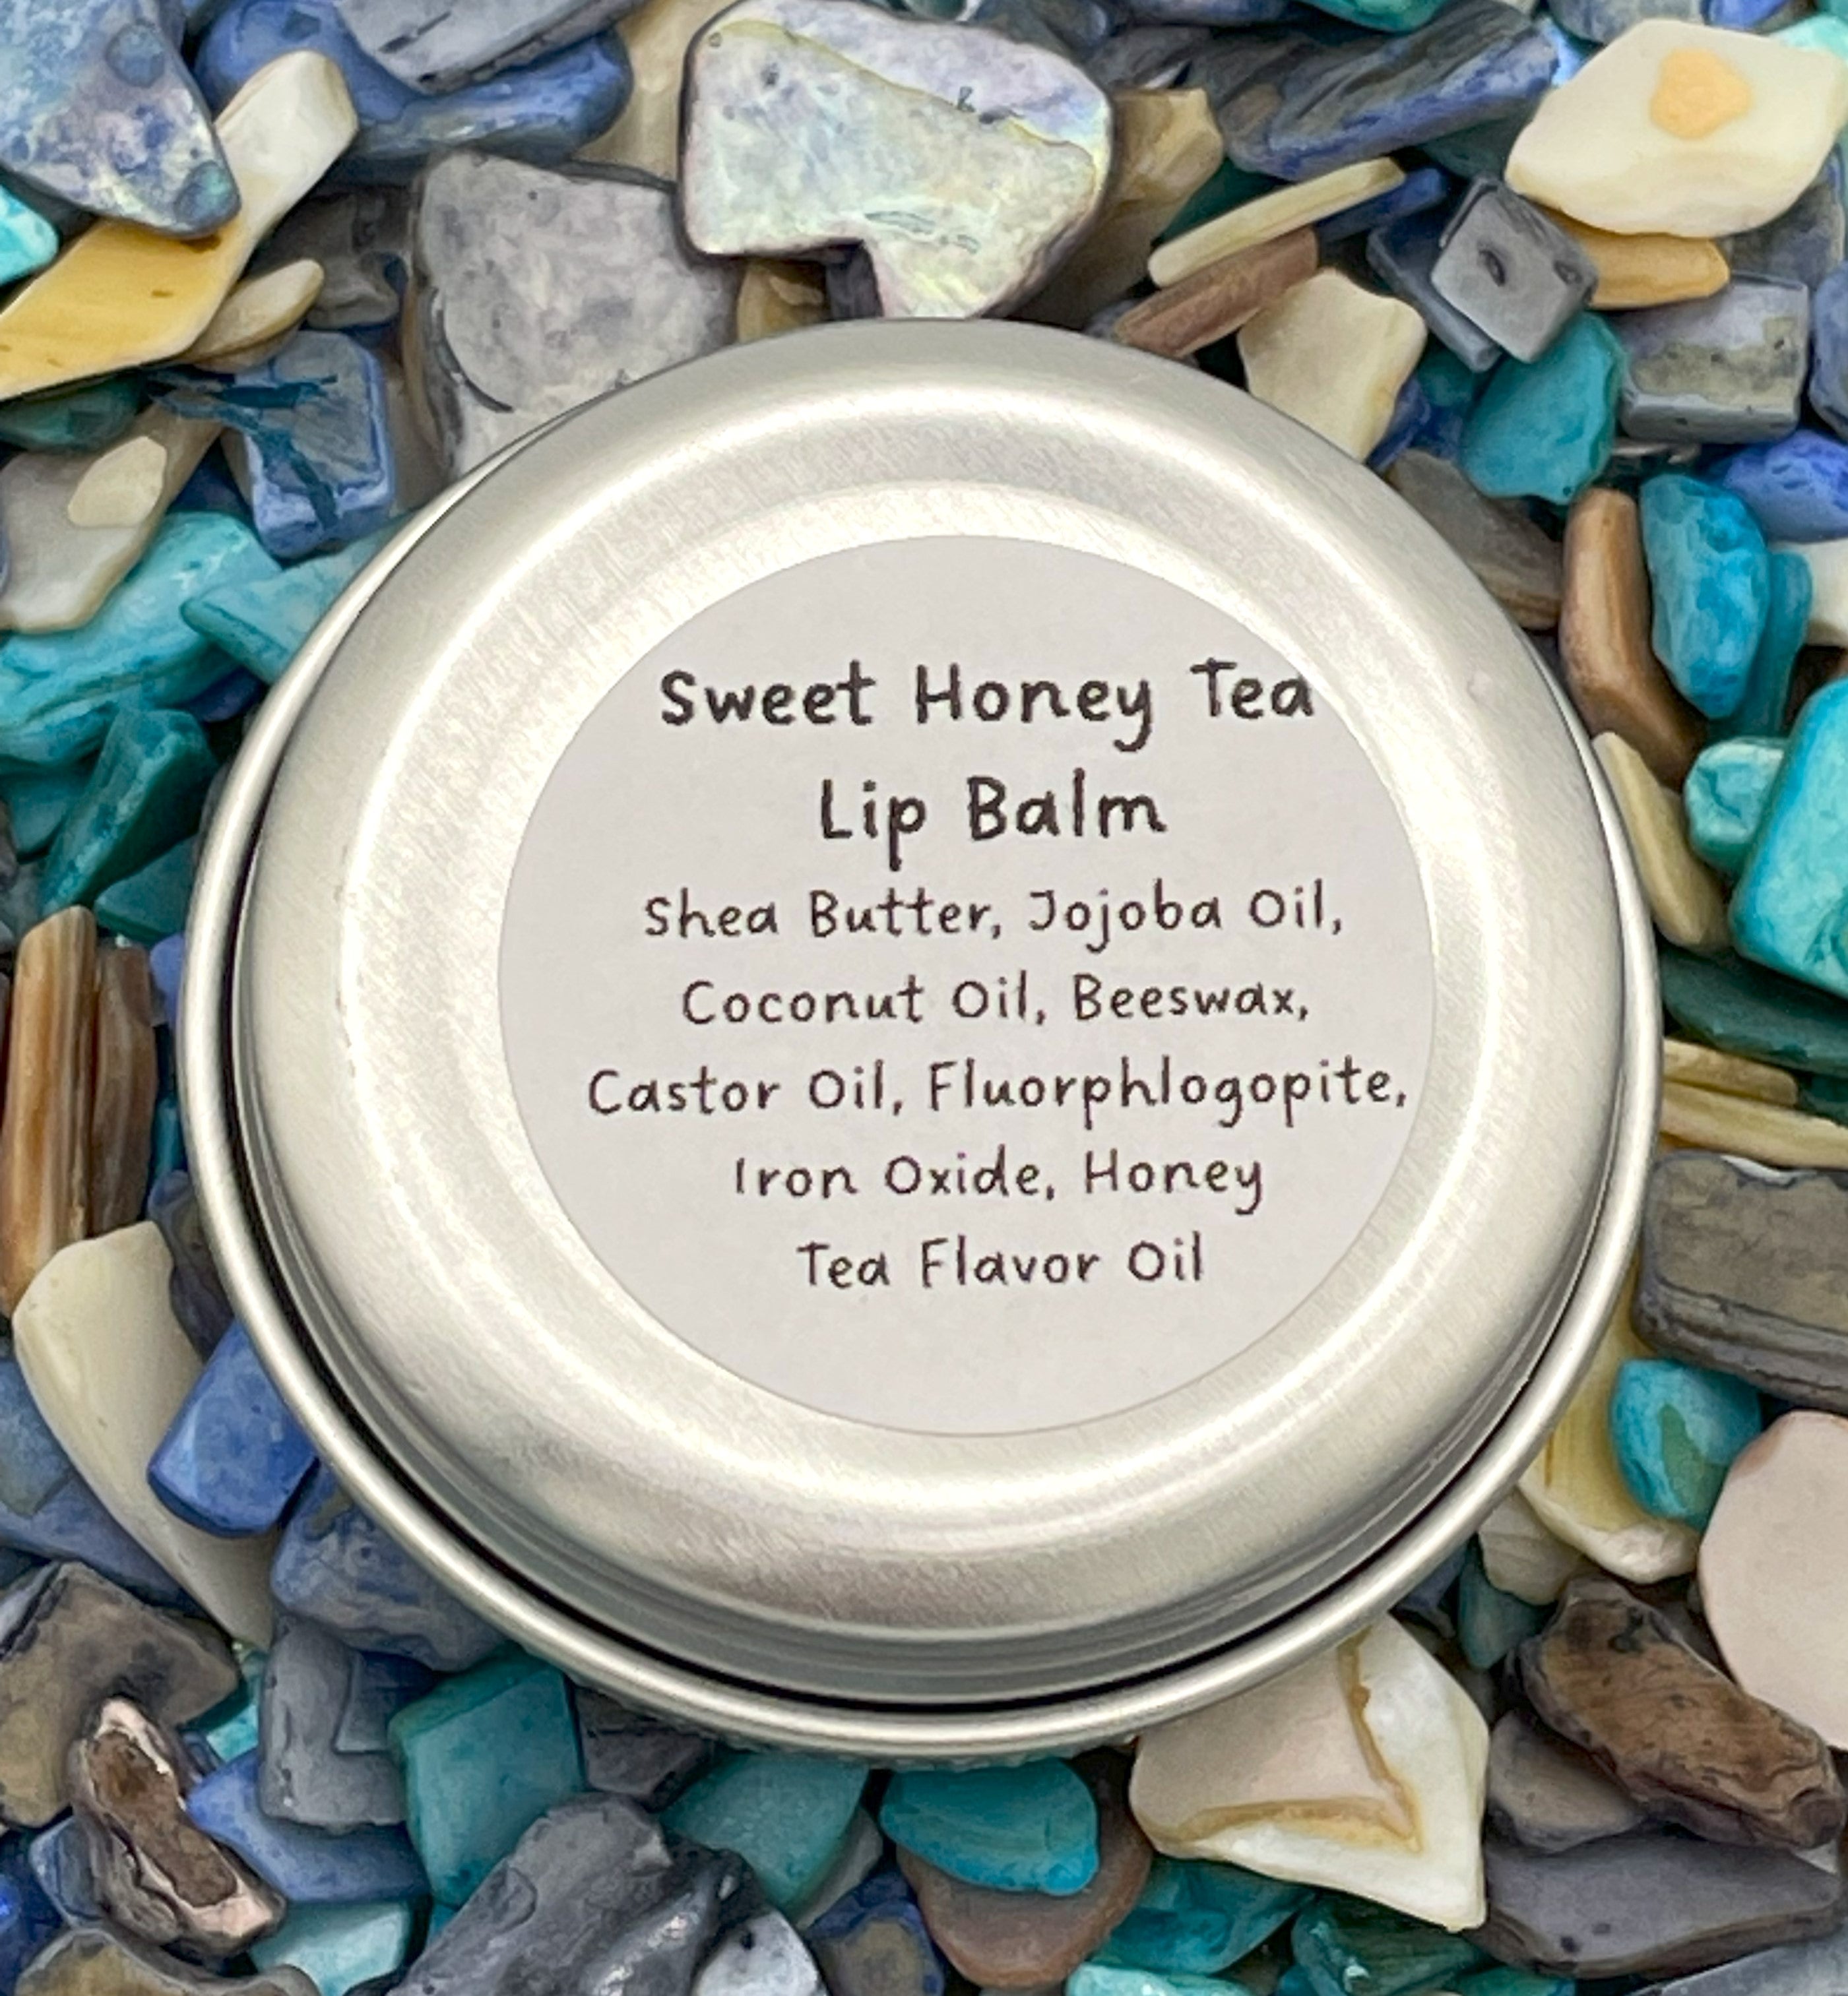 Sweet Honey Tea
Lip Balm
Shea Butter, Jojoba Oil,
Coconut Oil, Beeswax,
Castor Oil, Fluorphlogopite,
Iron Oxide, Honey
Tea Flavor Oil